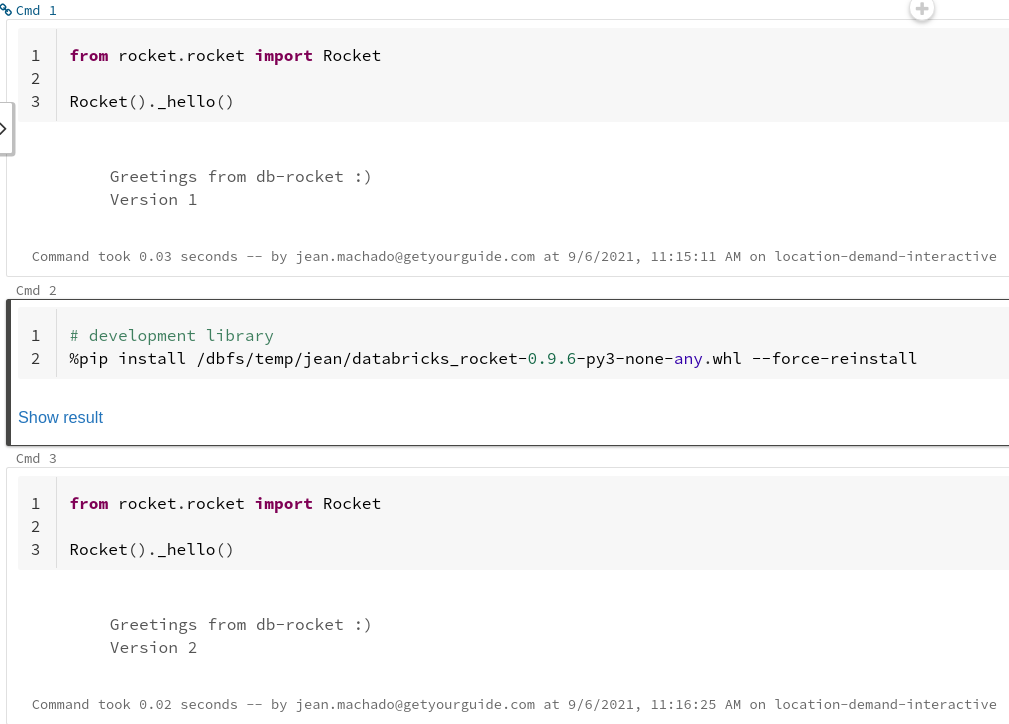 Cmd 1
1 from rocket.rocket import Rocket
2
3 Rocket()._hello()
Greetings from db-rocket :)
Version 1
Command took 0.03 seconds -- by jean.machado@getyourguide.com at 9/6/2021, 11:15:11 AM on location-demand-interactive
Cmd 2
1 # development library
2 %pip install /dbfs/temp/jean/databricks_rocket-0.9.6-py3-none-any.whl --force-reinstall
Show result
Cmd 3
1 from rocket.rocket import Rocket
2
3 Rocket()._hello()
Greetings from db-rocket :)
Version 2
Command took 0.02 seconds -- by jean.machado@getyourguide.com at 9/6/2021, 11:16:25 AM on location-demand-interactive